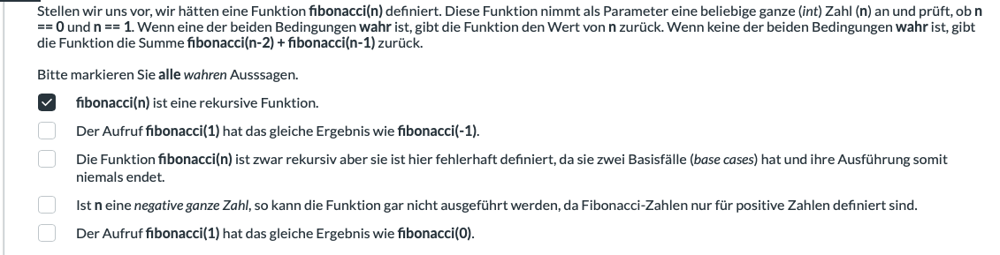 Stellen wir uns vor, wir hätten eine Funktion fibonacci(n) definiert. Diese Funktion nimmt als Parameter eine beliebige ganze (int) Zahl (n) an und prüft, ob n
== 0 und n == 1. Wenn eine der beiden Bedingungen wahr ist, gibt die Funktion den Wert von n zurück. Wenn keine der beiden Bedingungen wahr ist, gibt
die Funktion die Summe fibonacci(n-2) + fibonacci(n-1) zurück.
Bitte markieren Sie alle wahren Ausssagen.
fibonacci(n) ist eine rekursive Funktion.
Der Aufruf fibonacci(1) hat das gleiche Ergebnis wie fibonacci(-1).
Die Funktion fibonacci(n) ist zwar rekursiv aber sie ist hier fehlerhaft definiert, da sie zwei Basisfälle (base cases) hat und ihre Ausführung somit
niemals endet.
Ist n eine negative ganze Zahl, so kann die Funktion gar nicht ausgeführt werden, da Fibonacci-Zahlen nur für positive Zahlen definiert sind.
Der Aufruf fibonacci(1) hat das gleiche Ergebnis wie fibonacci(0).